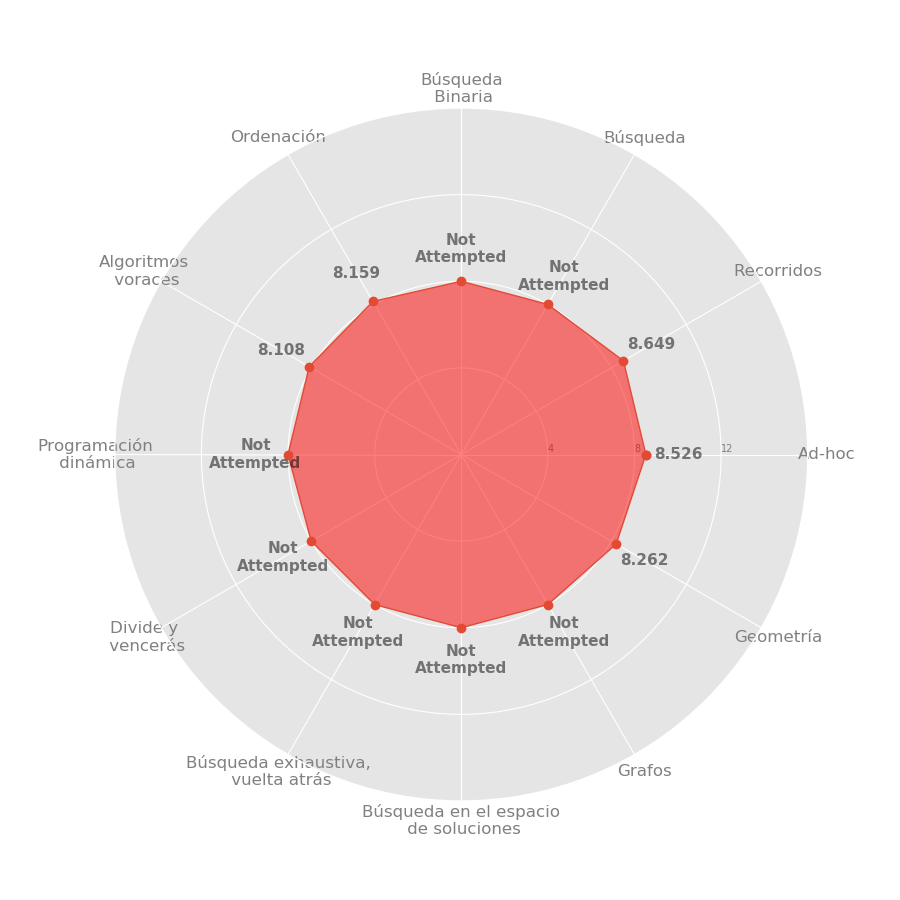 Búsqueda
Binaria
Ordenación
Búsqueda
Not
Attempted
Not
Attempted
8.159
Algoritmos
voraces
Recorridos
8.108
8.649
Programación
dinámica
Not
Attempted
4
8
12
8.526
Ad-hoc
Not
Attempted
8.262
Divide y
vencerás
Not
Attempted
Not
Attempted
Not
Attempted
Geometría
Búsqueda exhaustiva,
vuelta atrás
Grafos
Búsqueda en el espacio
de soluciones